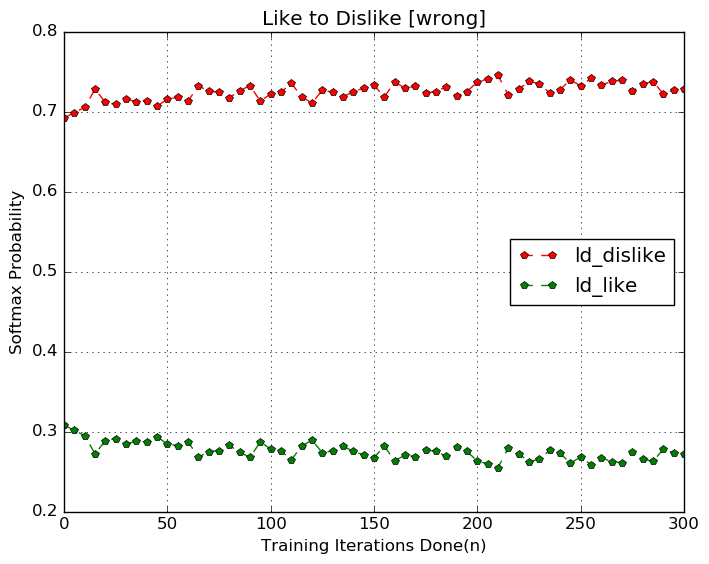 Like to Dislike [wrong]
Softmax Probability
0.8
0.7
0.6
0.5
0.4
0.3
0.2
ld_dislike
ld_like
0 50 100 150 200 250 300
Training Iterations Done(n)